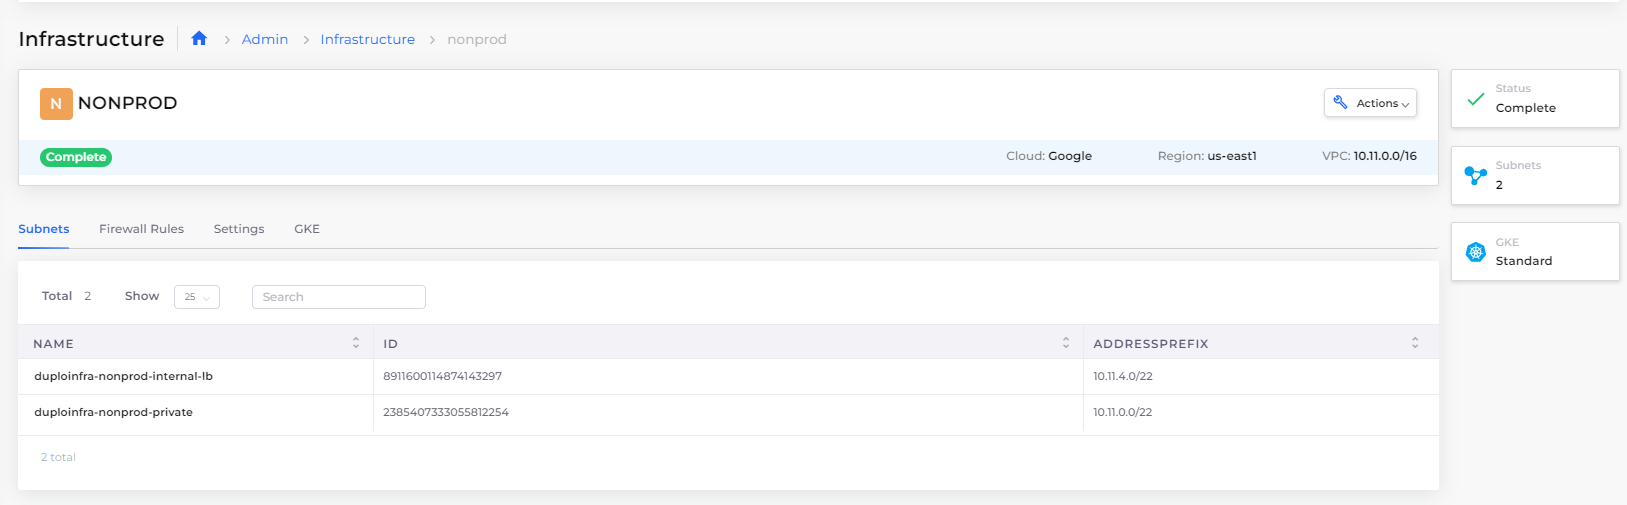 Infrastructure
Admin
Infrastructure
nonprod
N NONPROD
Actions
Complete
Cloud: Google
Region: us-east1
VPC: 10.11.0.0/16
Status
Complete
Subnets
2
GKE
Standard
Subnets Firewall Rules Settings GKE
Total 2 Show 25 Search
NAME ID ADDRESSPREFIX
duploinfra-nonprod-internal-lb 8911600114874143297 10.11.4.0/22
duploinfra-nonprod-private 2385407333055812254 10.11.0.0/22
2 total